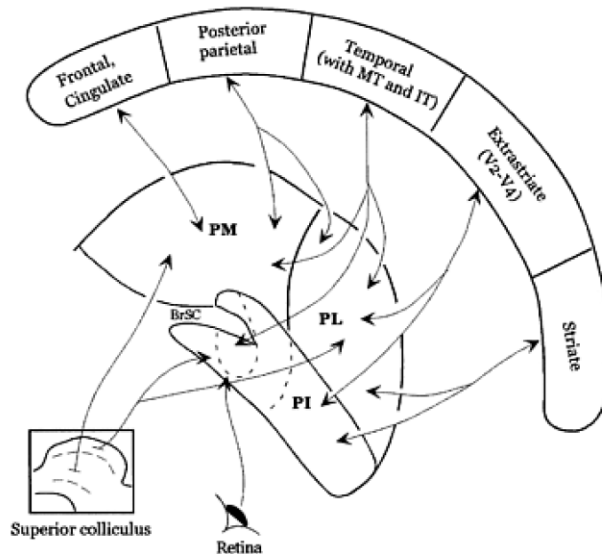 Frontal,
Cingulate
Posterior
parietal
Temporal
(with MT and IT)
Extrastriate
(V2-V4)
Striate
PM
BrSC
PL
PI
Superior colliculus
Retina